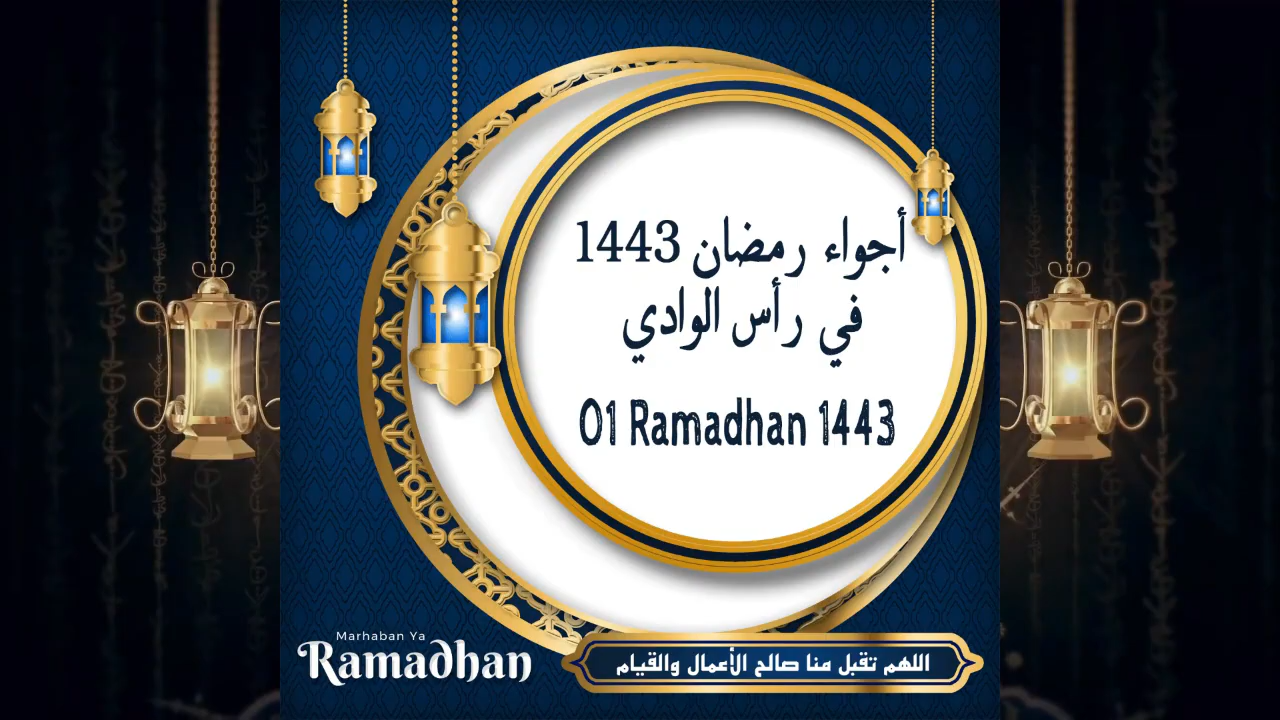 أجواء رمضان 1443
في رأس الوادي
01 Ramadhan 1443
Marhaban Ya
Ramadhan
اللهم تقبل منا صالح الأعمال والقيام